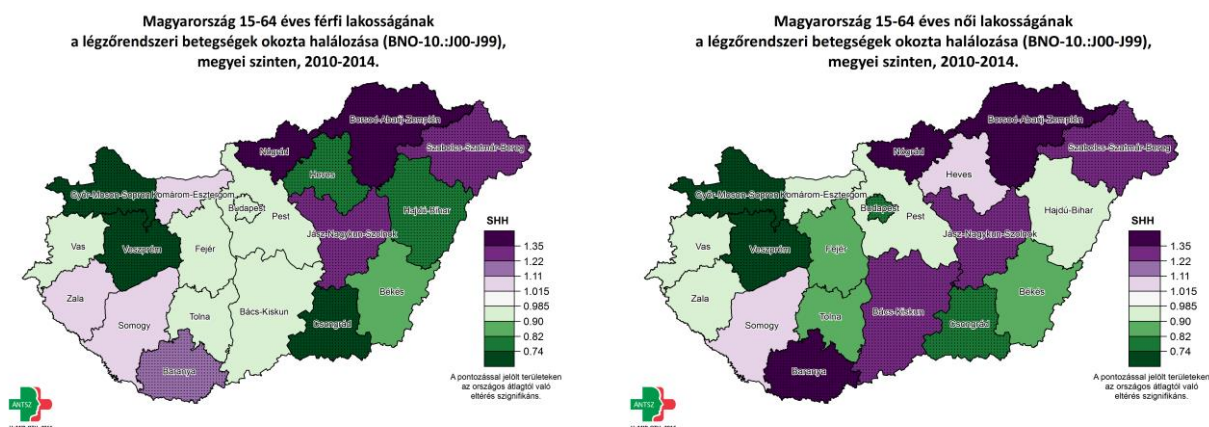 Magyarország 15-64 éves férfi lakosságának
a légzőrendszeri betegségek okozta halálozása (BNO-10.:J00-J99),
megyei szinten, 2010-2014.
Borsod-Abaúj-Zemplén
Szabolcs-Szatmár-Bereg
Nógrád
Heves
Győr-Moson-Sopron
Komárom-Esztergom
Budapest
Hajdú-Bihar
Pest
Jász-Nagykun-Szolnok
Vas
Veszprém
Fejér
Békés
Zala
Bács-Kiskun
Somogy
Tolna
Csongrád
Baranya
SHH
1.35
1.22
1.11
1.015
0.985
0.90
0.82
0.74
A pontozással jelölt területeken
az országos átlagtól való
eltérés szignifikáns.
ÁNTSZ
Magyarország 15-64 éves női lakosságának
a légzőrendszeri betegségek okozta halálozása (BNO-10.:J00-J99),
megyei szinten, 2010-2014.
Borsod-Abaúj-Zemplén
Szabolcs-Szatmár-Bereg
Nógrád
Heves
Győr-Moson-Sopron
Komárom-Esztergom
Budapest
Hajdú-Bihar
Pest
Jász-Nagykun-Szolnok
Vas
Veszprém
Fejér
Békés
Zala
Bács-Kiskun
Somogy
Tolna
Csongrád
Baranya
SHH
1.35
1.22
1.11
1.015
0.985
0.90
0.82
0.74
A pontozással jelölt területeken
az országos átlagtól való
eltérés szignifikáns.
ÁNTSZ